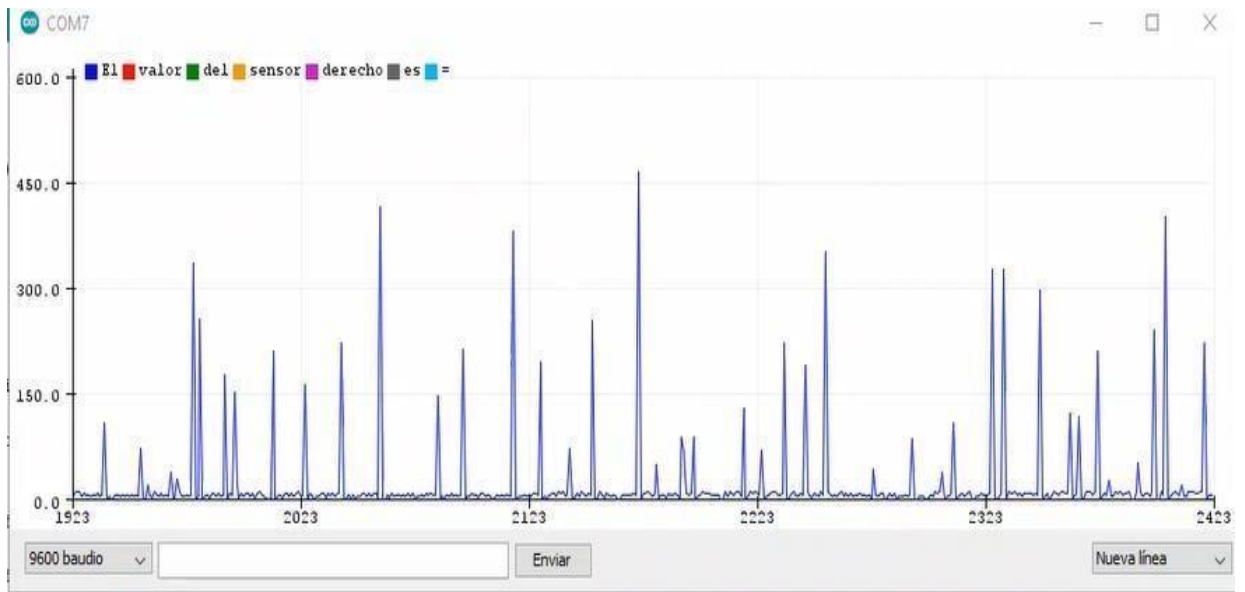 COM7
El valor del sensor derecho es =
600.0
450.0
300.0
150.0
0.0
1923 2023 2123 2223 2323 2423
9600 baudio Enviar Nueva línea